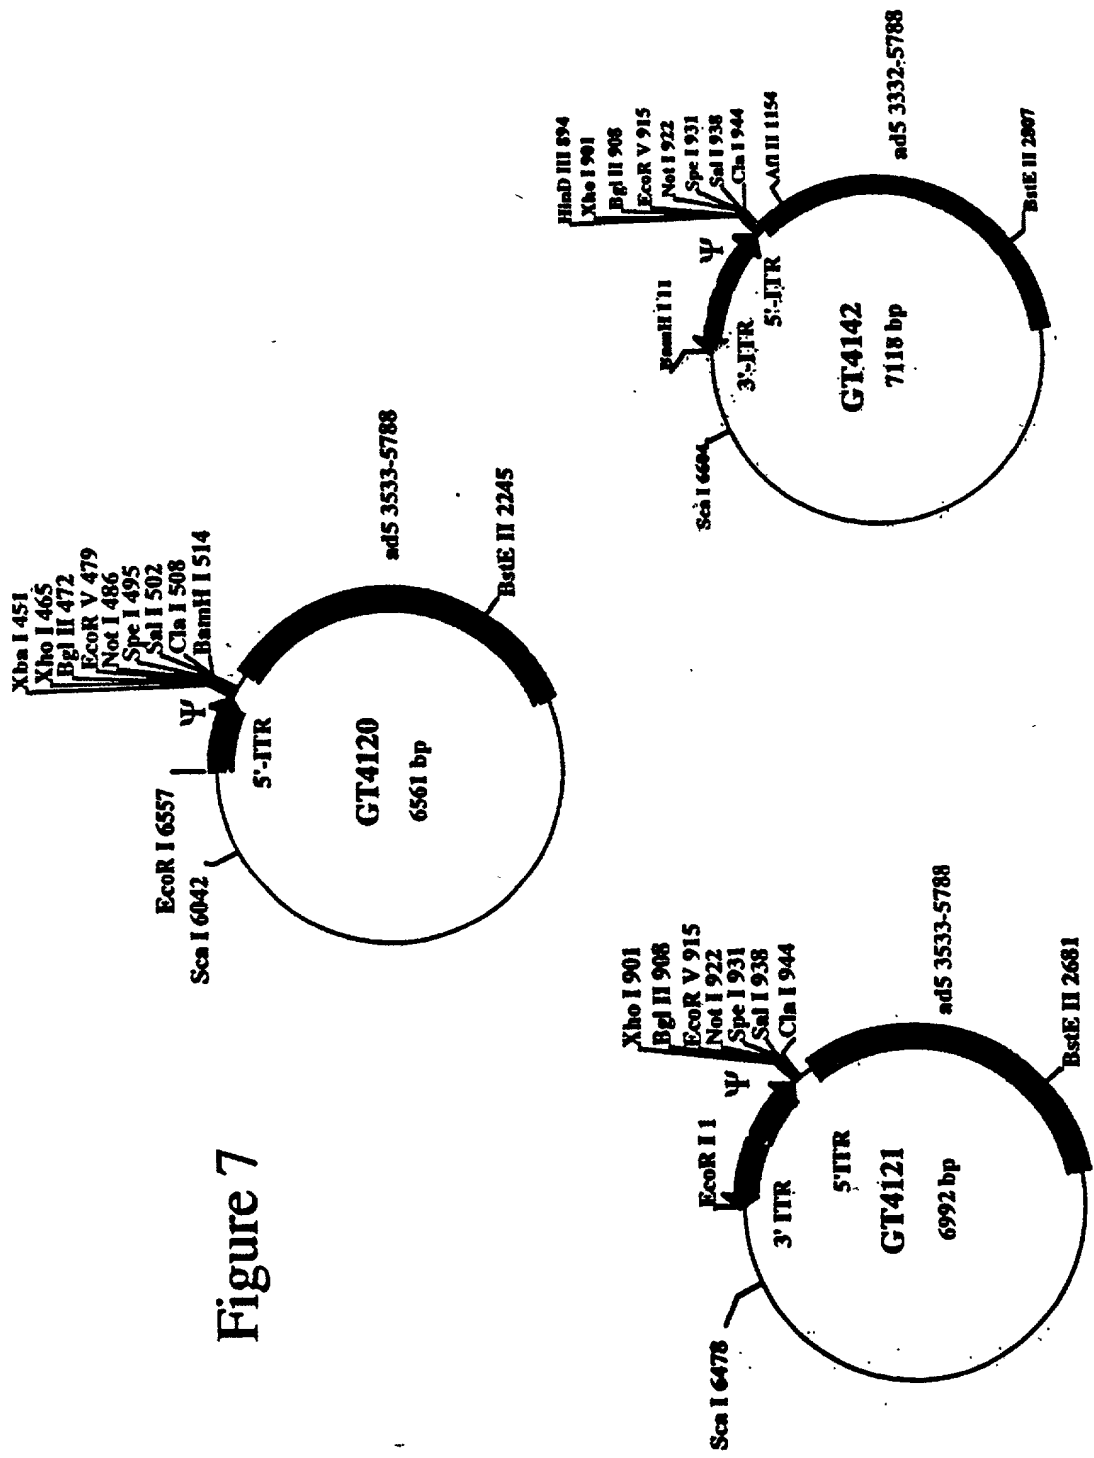 Figure 7
Xba I 451
Xho I 465
Bgl II 472
EcoR V 479
Not I 486
Spe I 495
Sal I 502
Cla I 508
BamH I 514
EcoR I 6557
Sca I 6042
Ψ
5'-ITR
GT4120
6561 bp
ad5 3533-5788
BstE II 2245
Xho I 901
Bgl II 908
EcoR V 915
Not I 922
Spe I 931
Sal I 938
Cla I 944
EcoR I 1
Ψ
Sca I 6478
3' ITR
5'ITR
GT4121
6992 bp
ad5 3533-5788
BstE II 2681
HinD III 894
Xho I 901
Bgl II 908
EcoR V 915
Not I 922
Spe I 931
Sal I 938
Cla I 944
Afl II 1154
BamH I
Ψ
Sca I 6604
3'-ITR
5'-ITR
GT4142
7118 bp
ad5 3332-5788
BstE II 2807